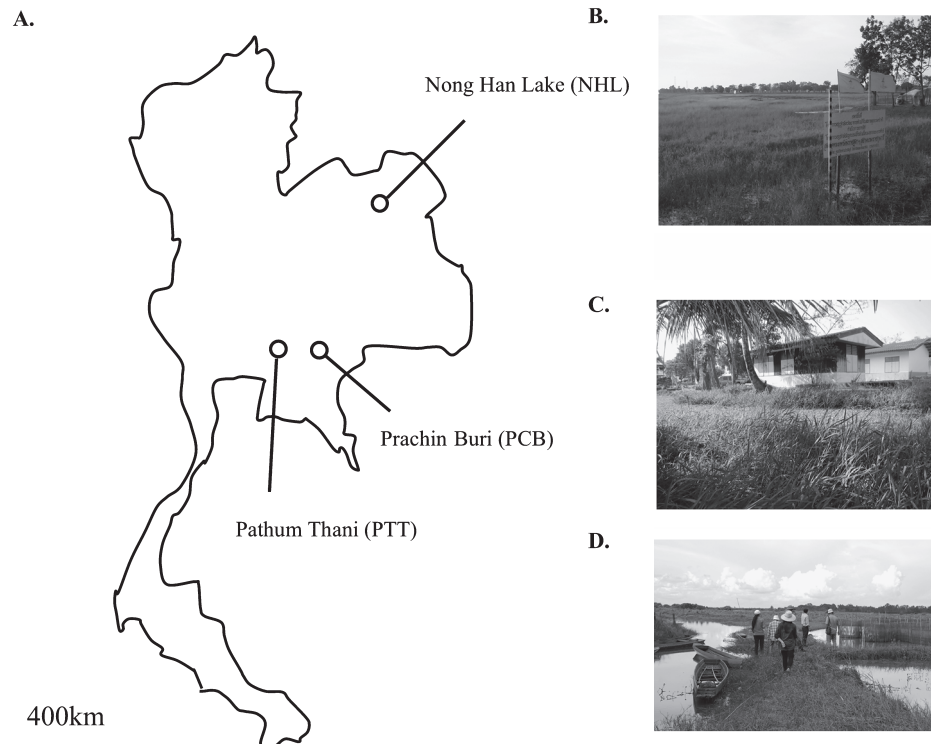 A.
Nong Han Lake (NHL)
Prachin Buri (PCB)
Pathum Thani (PTT)
400km
B.
C.
D.